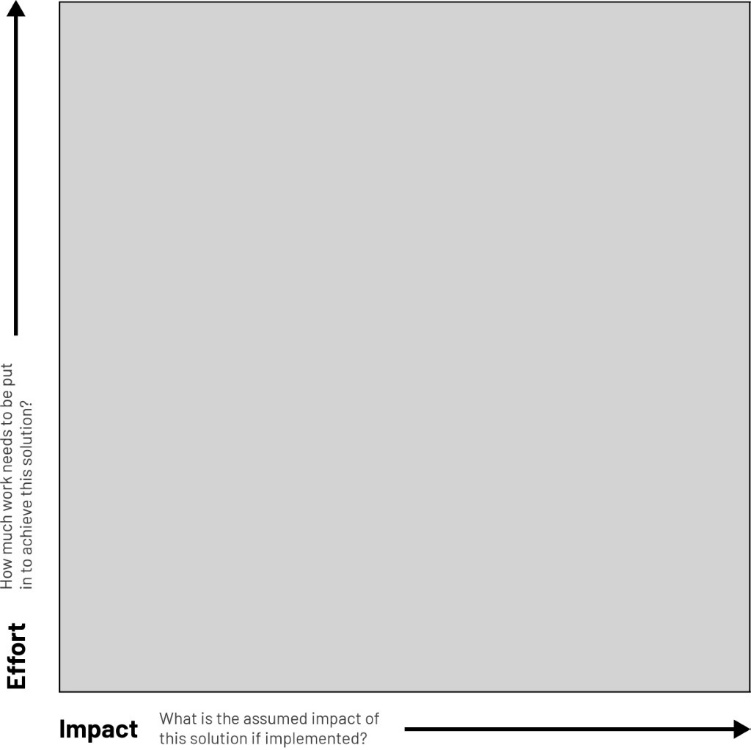 How much work needs to be put
in to achieve this solution?
Effort
Impact
What is the assumed impact of
this solution if implemented?